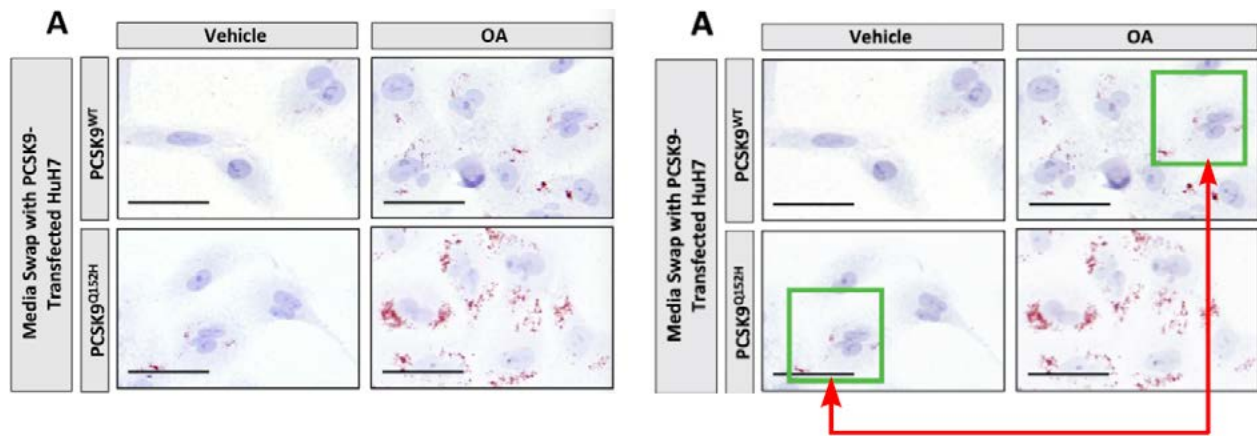 A
Vehicle
OA
Media Swap with PCSK9-
Transfected HuH7
PCSK9WT
PCSK9Q152H
A
Vehicle
OA
Media Swap with PCSK9-
Transfected HuH7
PCSK9WT
PCSK9Q152H